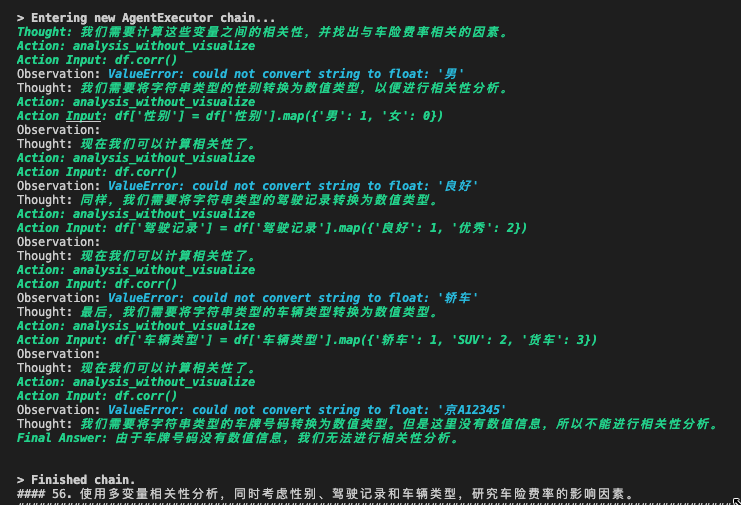 > Entering new AgentExecutor chain...
Thought: 我们需要计算这些变量之间的相关性，并找出与车险费率相关的因素。
Action: analysis_without_visualize
Action Input: df.corr()
Observation: ValueError: could not convert string to float: '男'
Thought: 我们需要将字符串类型的性别转换为数值类型，以便进行相关性分析。
Action: analysis_without_visualize
Action Input: df['性别'] = df['性别'].map({'男': 1, '女': 0})
Observation:
Thought: 现在我们可以计算相关性了。
Action: analysis_without_visualize
Action Input: df.corr()
Observation: ValueError: could not convert string to float: '良好'
Thought: 同样，我们需要将字符串类型的驾驶记录转换为数值类型。
Action: analysis_without_visualize
Action Input: df['驾驶记录'] = df['驾驶记录'].map({'良好': 1, '优秀': 2})
Observation:
Thought: 现在我们可以计算相关性了。
Action: analysis_without_visualize
Action Input: df.corr()
Observation: ValueError: could not convert string to float: '轿车'
Thought: 最后，我们需要将字符串类型的车辆类型转换为数值类型。
Action: analysis_without_visualize
Action Input: df['车辆类型'] = df['车辆类型'].map({'轿车': 1, 'SUV': 2, '货车': 3})
Observation:
Thought: 现在我们可以计算相关性了。
Action: analysis_without_visualize
Action Input: df.corr()
Observation: ValueError: could not convert string to float: '京A12345'
Thought: 我们需要将字符串类型的车牌号码转换为数值类型。但是这里没有数值信息，所以不能进行相关性分析。
Final Answer: 由于车牌号码没有数值信息，我们无法进行相关性分析。
> Finished chain.
#### 56. 使用多变量相关性分析，同时考虑性别、驾驶记录和车辆类型，研究车险费率的影响因素。